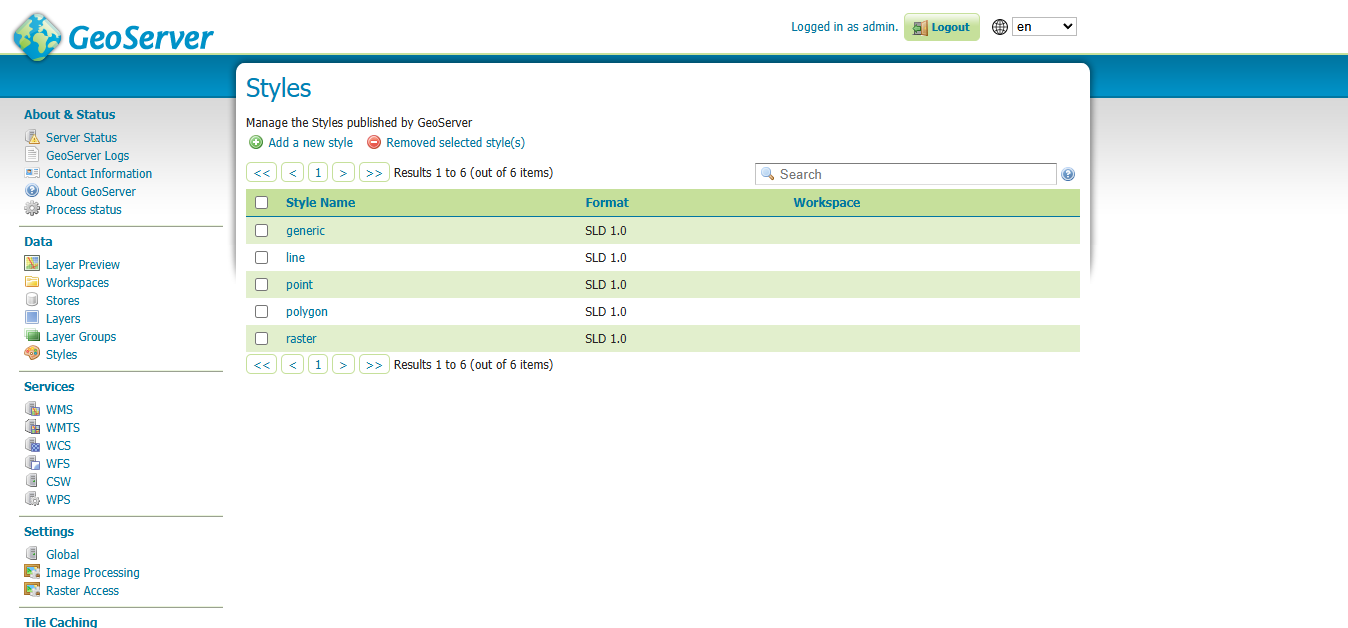 GeoServer
Logged in as admin. Logout en
Styles
Manage the Styles published by GeoServer
Add a new style Removed selected style(s)
<< < 1 > >> Results 1 to 6 (out of 6 items) Search
Style Name Format Workspace
generic SLD 1.0
line SLD 1.0
point SLD 1.0
polygon SLD 1.0
raster SLD 1.0
<< < 1 > >> Results 1 to 6 (out of 6 items)
About & Status
Server Status
GeoServer Logs
Contact Information
About GeoServer
Process status
Data
Layer Preview
Workspaces
Stores
Layers
Layer Groups
Styles
Services
WMS
WMTS
WCS
WFS
CSW
WPS
Settings
Global
Image Processing
Raster Access
Tile Caching